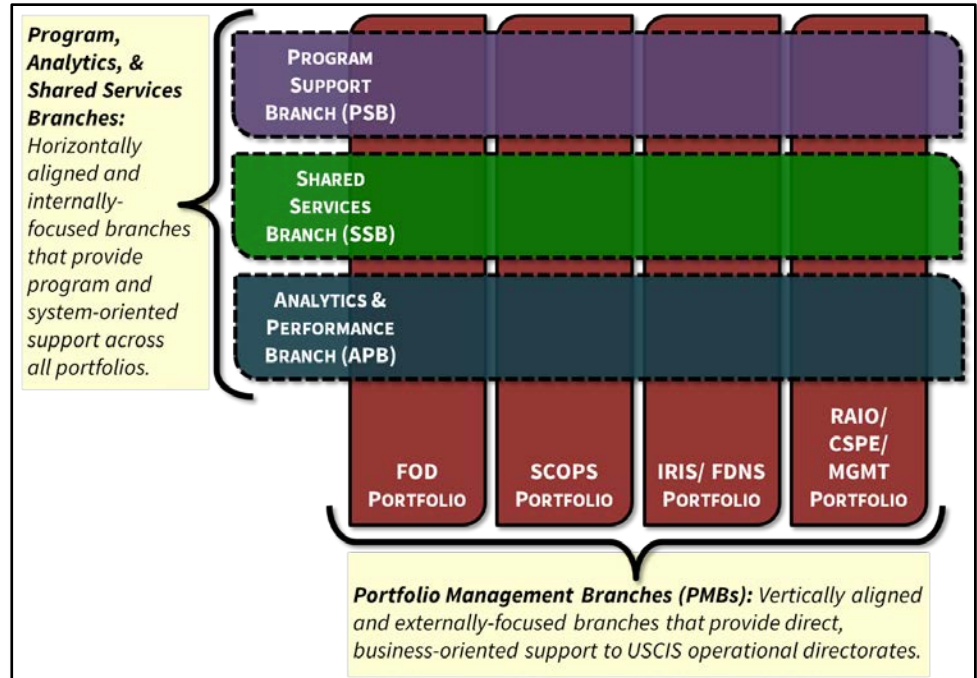 Program,
Analytics, &
Shared Services
Branches:
Horizontally
aligned and
internally-
focused branches
that provide
program and
system-oriented
support across
all portfolios.
PROGRAM
SUPPORT
BRANCH (PSB)
SHARED
SERVICES
BRANCH (SSB)
ANALYTICS &
PERFORMANCE
BRANCH (APB)
FOD
PORTFOLIO
SCOPS
PORTFOLIO
IRIS/ FDNS
PORTFOLIO
RAIO/
CSPE/
MGMT
PORTFOLIO
Portfolio Management Branches (PMBs): Vertically aligned
and externally-focused branches that provide direct,
business-oriented support to USCIS operational directorates.